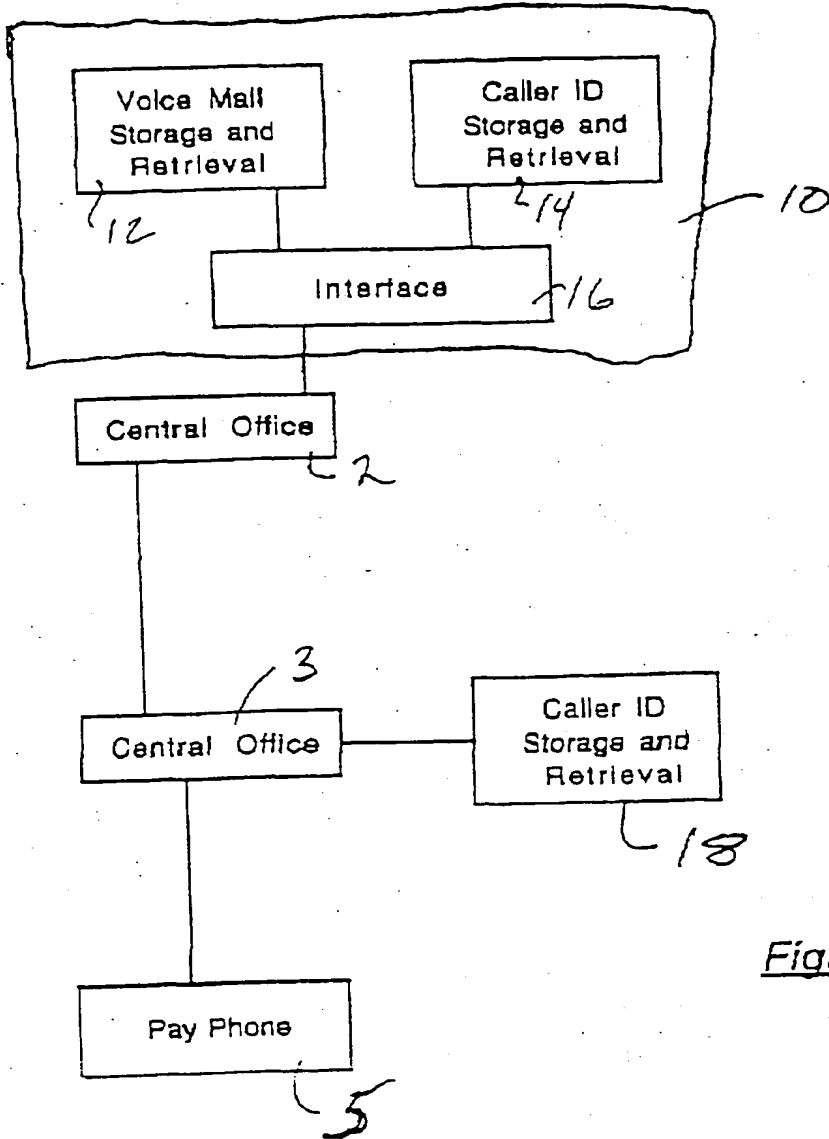 Voice Mail
Storage and
Retrieval
12
Caller ID
Storage and
Retrieval
14
10
Interface
16
Central Office
2
3
Central Office
Caller ID
Storage and
Retrieval
18
Fig.
Pay Phone
5